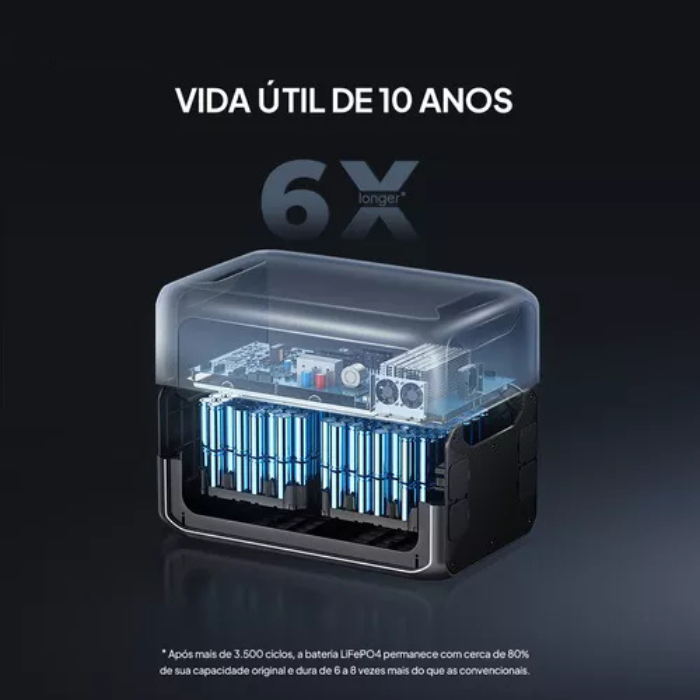 VIDA ÚTIL DE 10 ANOS
6X
longer*
* Após mais de 3.500 ciclos, a bateria LiFePO4 permanece com cerca de 80%
de sua capacidade original e dura de 6 a 8 vezes mais do que as convencionais.